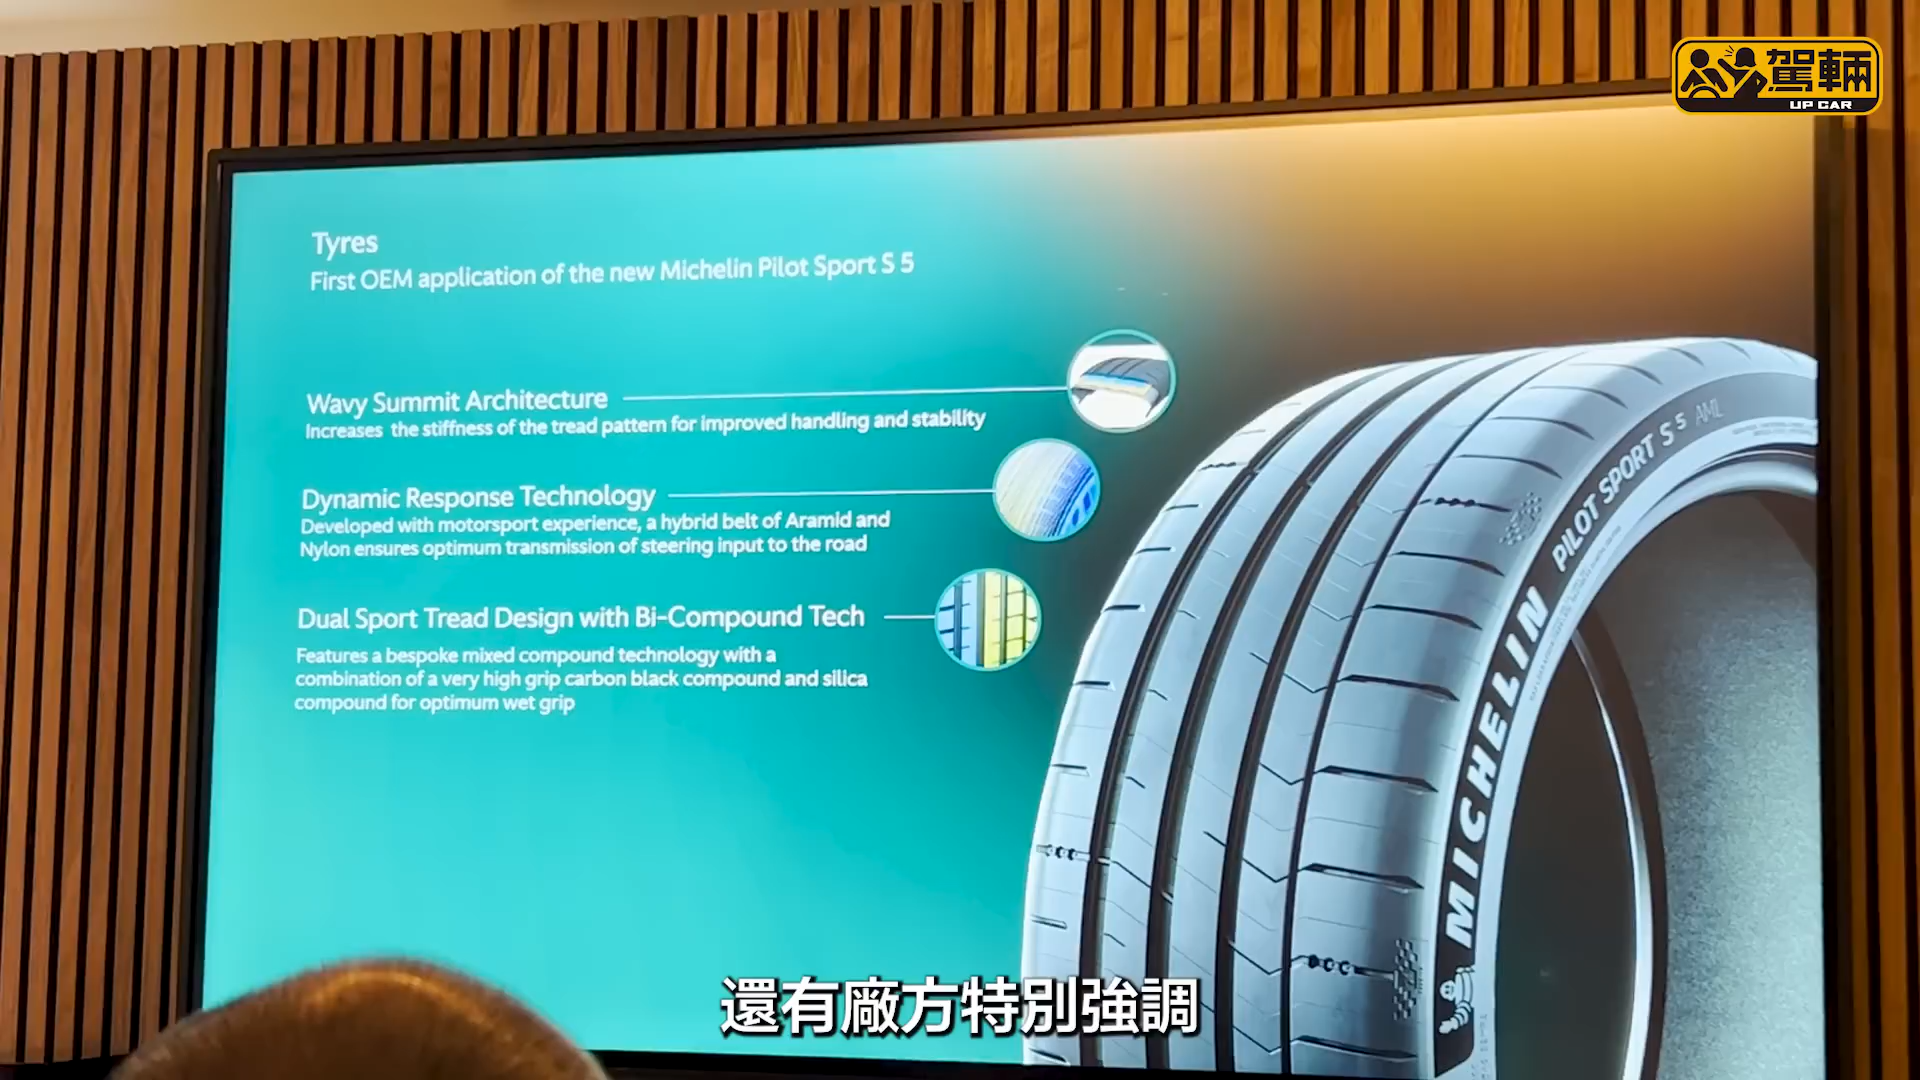 駕輛
UP CAR
Tyres
First OEM application of the new Michelin Pilot Sport S 5
Wavy Summit Architecture
Increases the stiffness of the tread pattern for improved handling and stability
Dynamic Response Technology
Developed with motorsport experience, a hybrid belt of Aramid and
Nylon ensures optimum transmission of steering input to the road
Dual Sport Tread Design with Bi-Compound Tech
Features a bespoke mixed compound technology with a
combination of a very high grip carbon black compound and silica
compound for optimum wet grip
MICHELIN PILOT SPORT S 5 AML
還有廠方特別強調